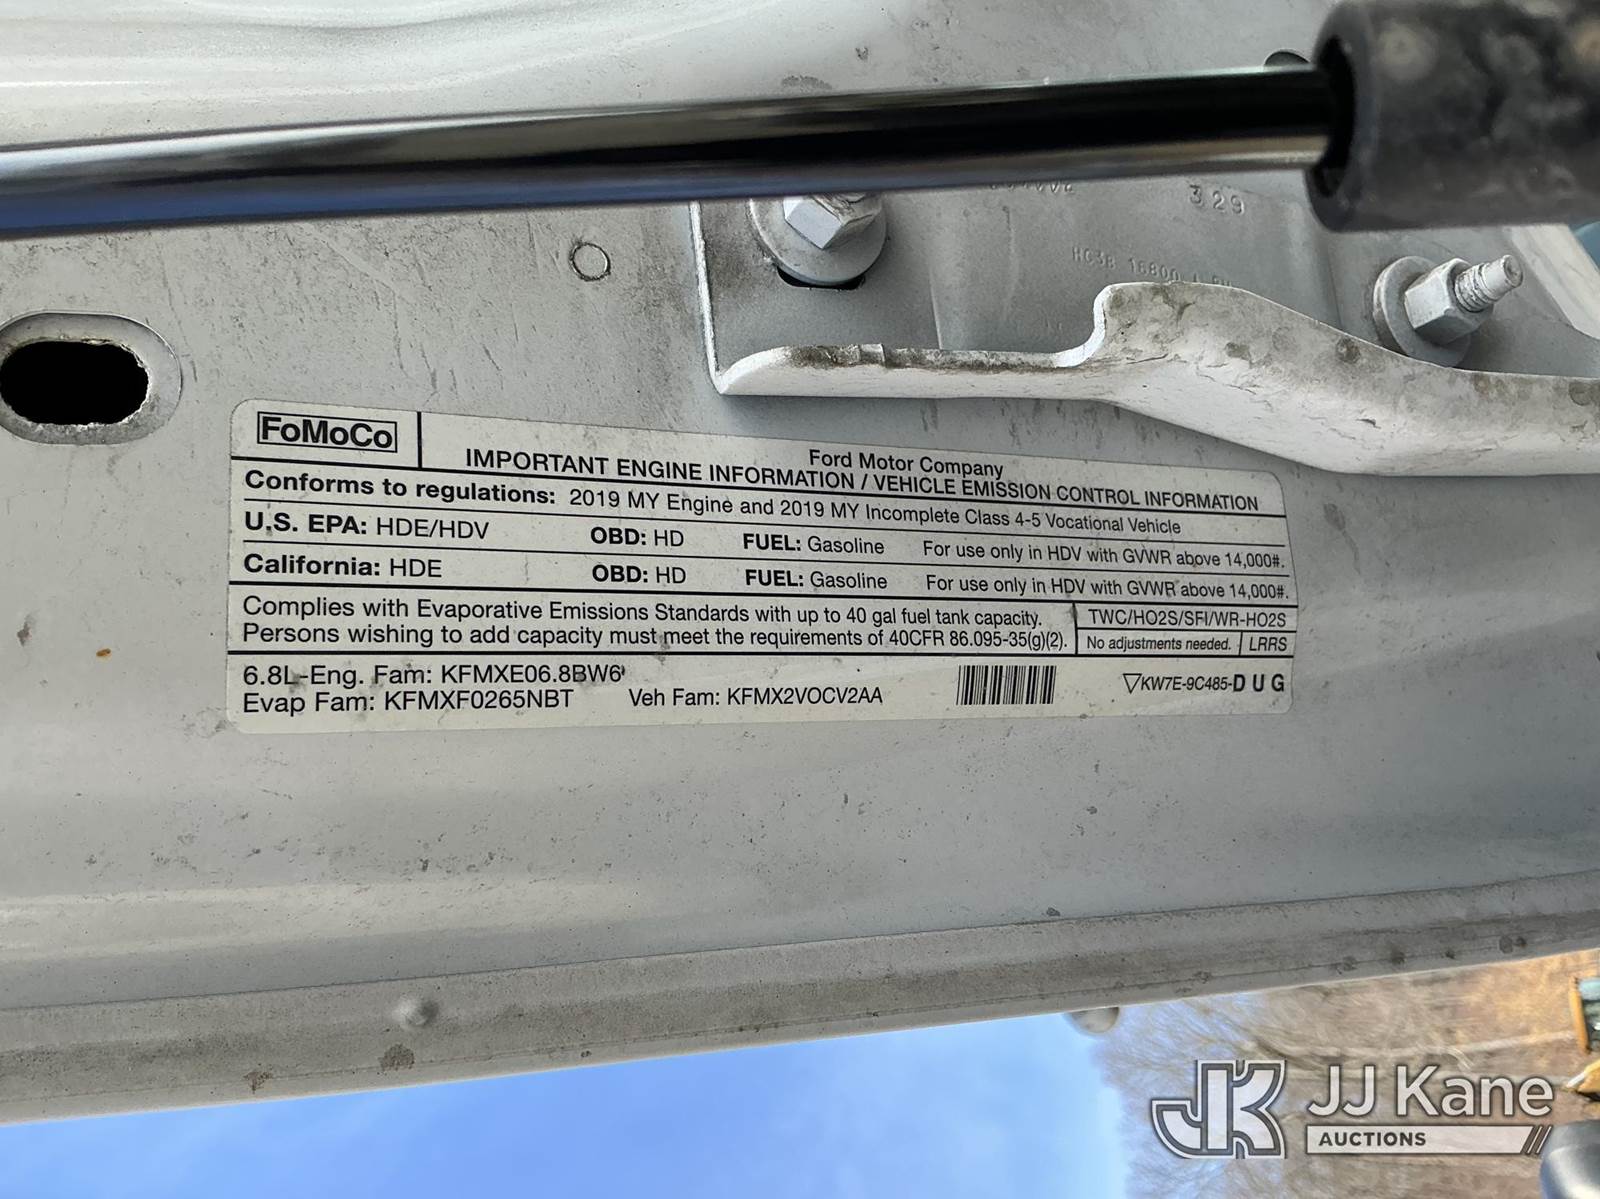 329
HC3B 16800
FoMoCo
Ford Motor Company
IMPORTANT ENGINE INFORMATION / VEHICLE EMISSION CONTROL INFORMATION
Conforms to regulations: 2019 MY Engine and 2019 MY Incomplete Class 4-5 Vocational Vehicle
U.S. EPA: HDE/HDV OBD: HD FUEL: Gasoline For use only in HDV with GVWR above 14,000#.
California: HDE OBD: HD FUEL: Gasoline For use only in HDV with GVWR above 14,000#.
Complies with Evaporative Emissions Standards with up to 40 gal fuel tank capacity. TWC/HO2S/SFI/WR-HO2S
Persons wishing to add capacity must meet the requirements of 40CFR 86.095-35(g)(2). No adjustments needed. LRRS
6.8L-Eng. Fam: KFMXE06.8BW6
Evap Fam: KFMXF0265NBT Veh Fam: KFMX2VOCV2AA KW7E-9C485-DUG
JK JJ Kane
AUCTIONS